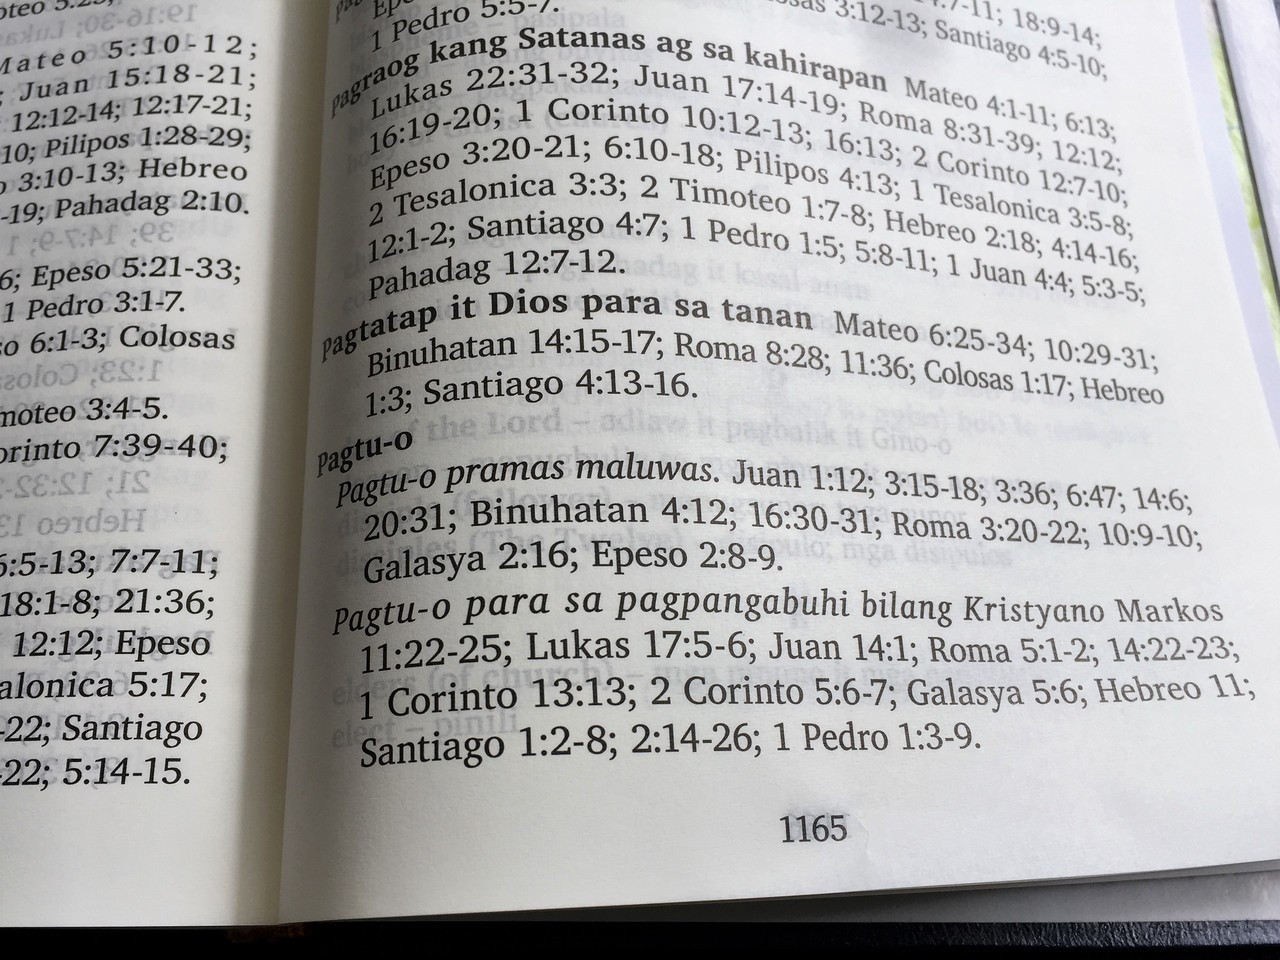 Mateo 5:10-12;
; Juan 15:18-21;
12:12-14; 12:17-21;
10; Pilipos 1:28-29;
3:10-13; Hebreo
-19; Pahadag 2:10.
6; Epeso 5:21-33;
1 Pedro 3:1-7.
so 6:1-3; Colosas
moteo 3:4-5.
orinto 7:39-40;
6:5-13; 7:7-11;
18:1-8; 21:36;
12:12; Epeso
alonica 5:17;
-22; Santiago
-22; 5:14-15.
7-11; 18:9-14;
3:12-13; Santiago 4:5-10;
1 Pedro 5:5-7.
Pagraog kang Satanas ag sa kahirapan Mateo 4:1-11; 6:13;
Lukas 22:31-32; Juan 17:14-19; Roma 8:31-39; 12:12;
16:19-20; 1 Corinto 10:12-13; 16:13; 2 Corinto 12:7-10;
Epeso 3:20-21; 6:10-18; Pilipos 4:13; 1 Tesalonica 3:5-8;
2 Tesalonica 3:3; 2 Timoteo 1:7-8; Hebreo 2:18; 4:14-16;
12:1-2; Santiago 4:7; 1 Pedro 1:5; 5:8-11; 1 Juan 4:4; 5:3-5;
Pahadag 12:7-12.
Pagtatap it Dios para sa tanan Mateo 6:25-34; 10:29-31;
Binuhatan 14:15-17; Roma 8:28; 11:36; Colosas 1:17; Hebreo
1:3; Santiago 4:13-16.
Pagtu-o
Pagtu-o pramas maluwas. Juan 1:12; 3:15-18; 3:36; 6:47; 14:6;
20:31; Binuhatan 4:12; 16:30-31; Roma 3:20-22; 10:9-10;
Galasya 2:16; Epeso 2:8-9.
Pagtu-o para sa pagpangabuhi bilang Kristyano Markos
11:22-25; Lukas 17:5-6; Juan 14:1; Roma 5:1-2; 14:22-23;
1 Corinto 13:13; 2 Corinto 5:6-7; Galasya 5:6; Hebreo 11;
Santiago 1:2-8; 2:14-26; 1 Pedro 1:3-9.
1165